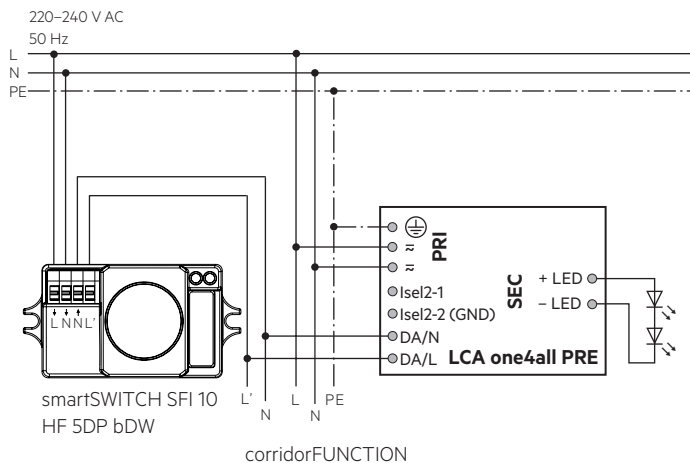 220–240 V AC
50 Hz
L
N
PE
PRI
SEC
+ LED
– LED
Isel2-1
Isel2-2 (GND)
DA/N
DA/L
LCA one4all PRE
L N N L'
smartSWITCH SFI 10
HF 5DP bDW
L'
N
L
N
PE
corridorFUNCTION